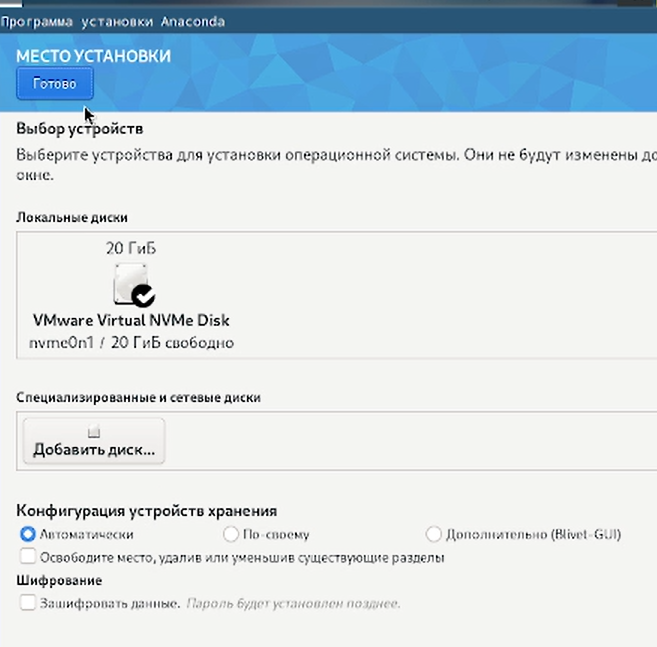 Программа установки Anaconda
МЕСТО УСТАНОВКИ
Готово
Выбор устройств
Выберите устройства для установки операционной системы. Они не будут изменены до
окне.
Локальные диски
20 ГиБ
VMware Virtual NVMe Disk
nvme0n1 / 20 ГиБ свободно
Специализированные и сетевые диски
Добавить диск...
Конфигурация устройств хранения
Автоматически По-своему Дополнительно (Blivet-GUI)
Освободите место, удалив или уменьшив существующие разделы
Шифрование
Зашифровать данные. Пароль будет установлен позднее.